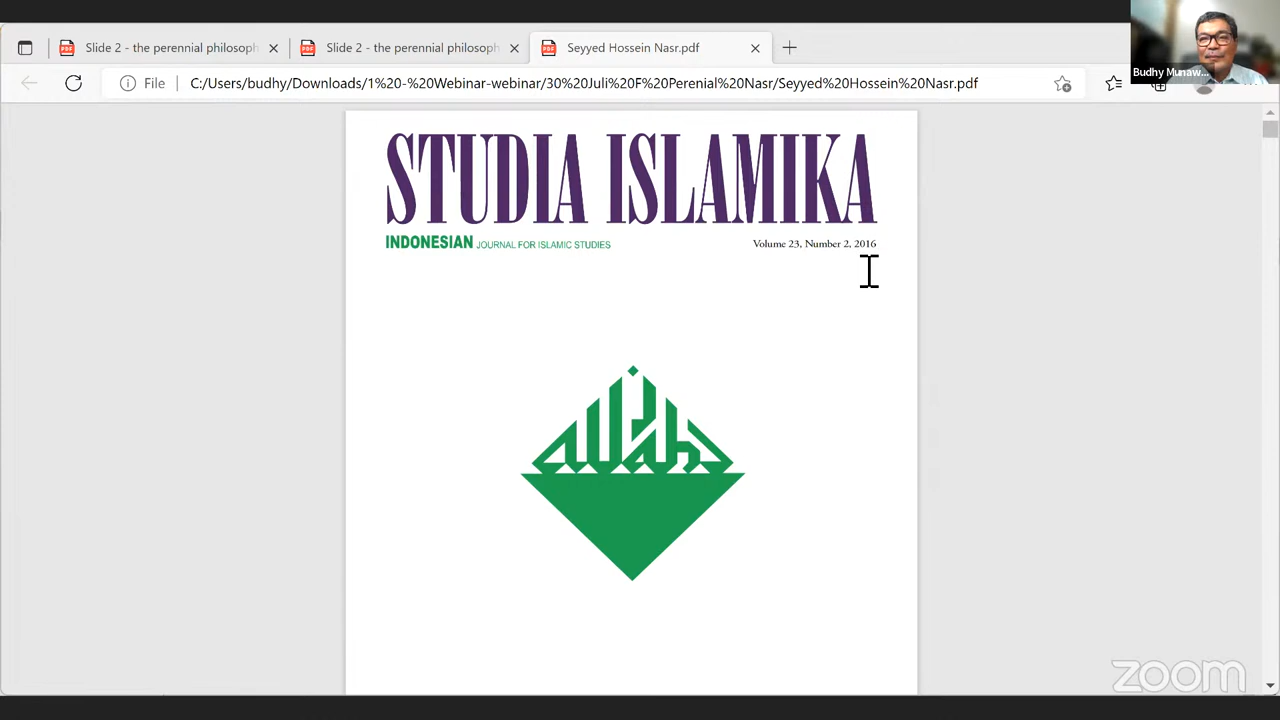 Slide 2 - the perennial philosoph
Slide 2 - the perennial philosoph
Seyyed Hossein Nasr.pdf
Budhy Munaw...
File
C:/Users/budhy/Downloads/1%20-%20Webinar-webinar/30%20Juli%20F%20Perenial%20Nasr/Seyyed%20Hossein%20Nasr.pdf
STUDIA ISLAMIKA
INDONESIAN JOURNAL FOR ISLAMIC STUDIES
Volume 23, Number 2, 2016
zoom